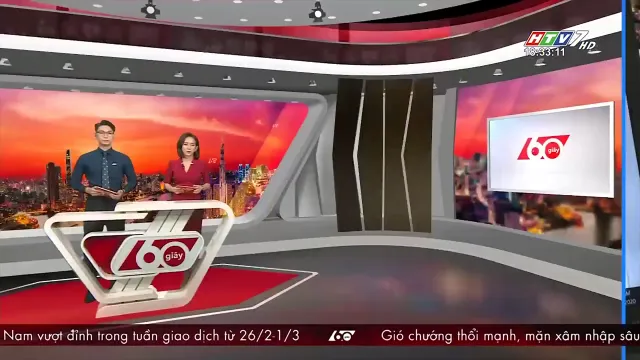 HTV7 HD
18:33:11
60 giây
60 giây
Nam vượt đỉnh trong tuần giao dịch từ 26/2-1/3 60 Gió chướng thổi mạnh, mặn xâm nhập sâu